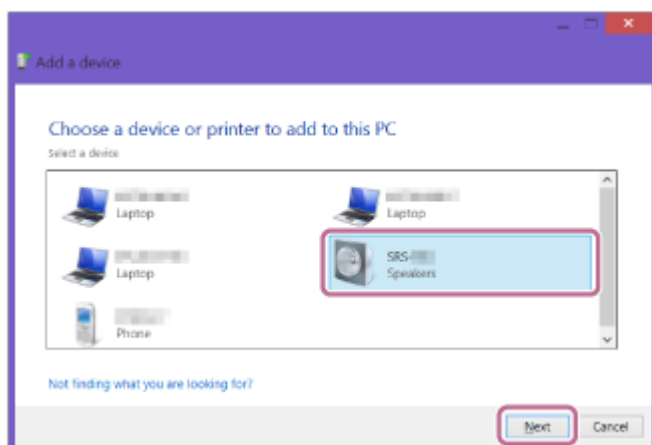 Add a device
Choose a device or printer to add to this PC
Select a device
Laptop
Laptop
Laptop
SRS-
Speakers
Phone
Not finding what you are looking for?
Next
Cancel